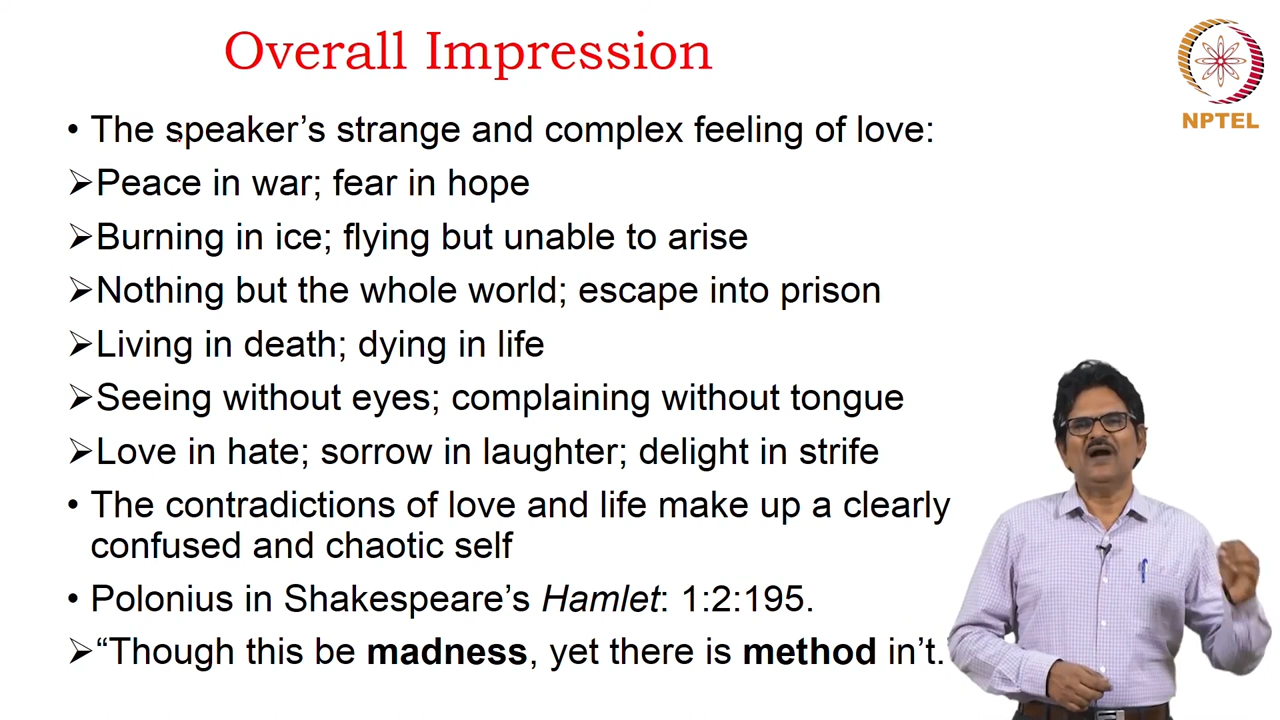 Overall Impression
NPTEL
• The speaker’s strange and complex feeling of love:
➢Peace in war; fear in hope
➢Burning in ice; flying but unable to arise
➢Nothing but the whole world; escape into prison
➢Living in death; dying in life
➢Seeing without eyes; complaining without tongue
➢Love in hate; sorrow in laughter; delight in strife
• The contradictions of love and life make up a clearly
confused and chaotic self
• Polonius in Shakespeare’s Hamlet: 1:2:195.
➢“Though this be madness, yet there is method in’t.